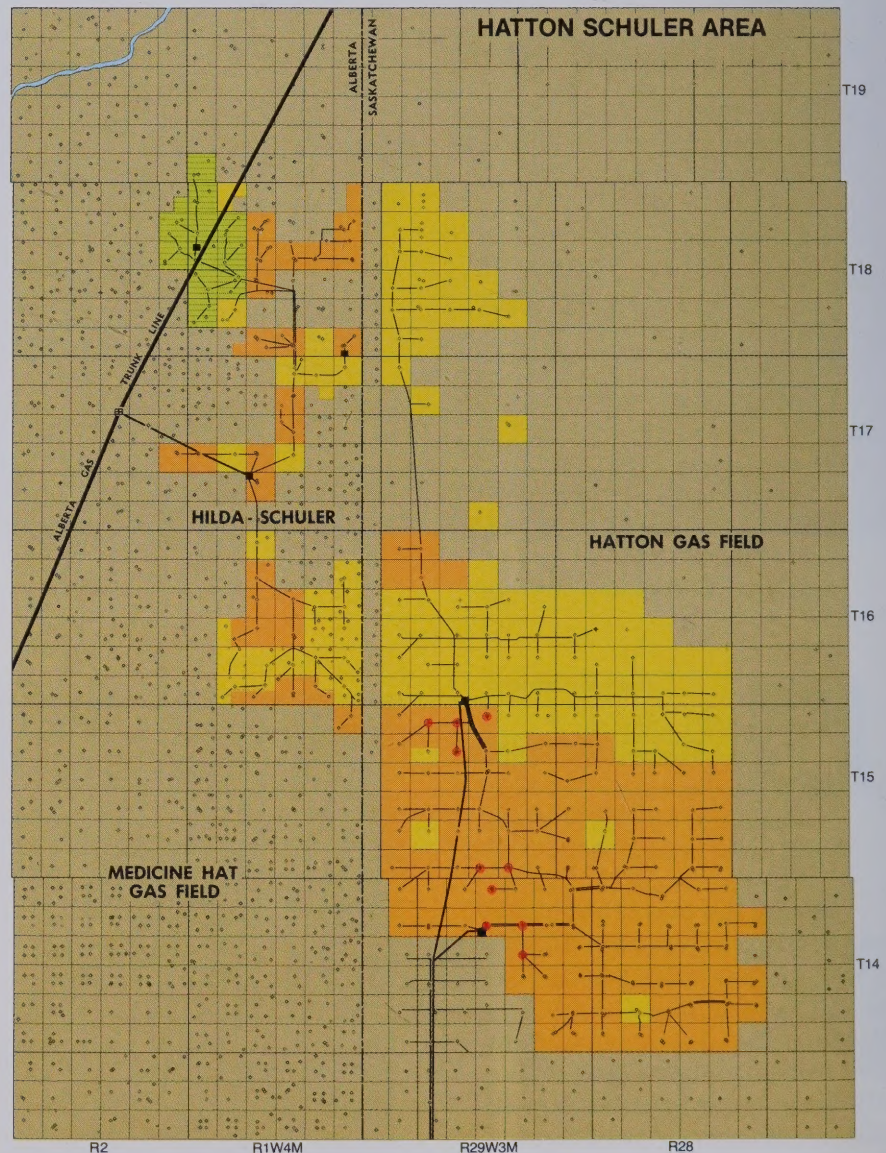 HATTON SCHULER AREA
ALBERTA
SASKATCHEWAN
T19
T18
ALBERTA GAS TRUNK LINE
T17
HILDA - SCHULER
HATTON GAS FIELD
T16
T15
MEDICINE HAT
GAS FIELD
T14
R2
R1W4M
R29W3M
R28